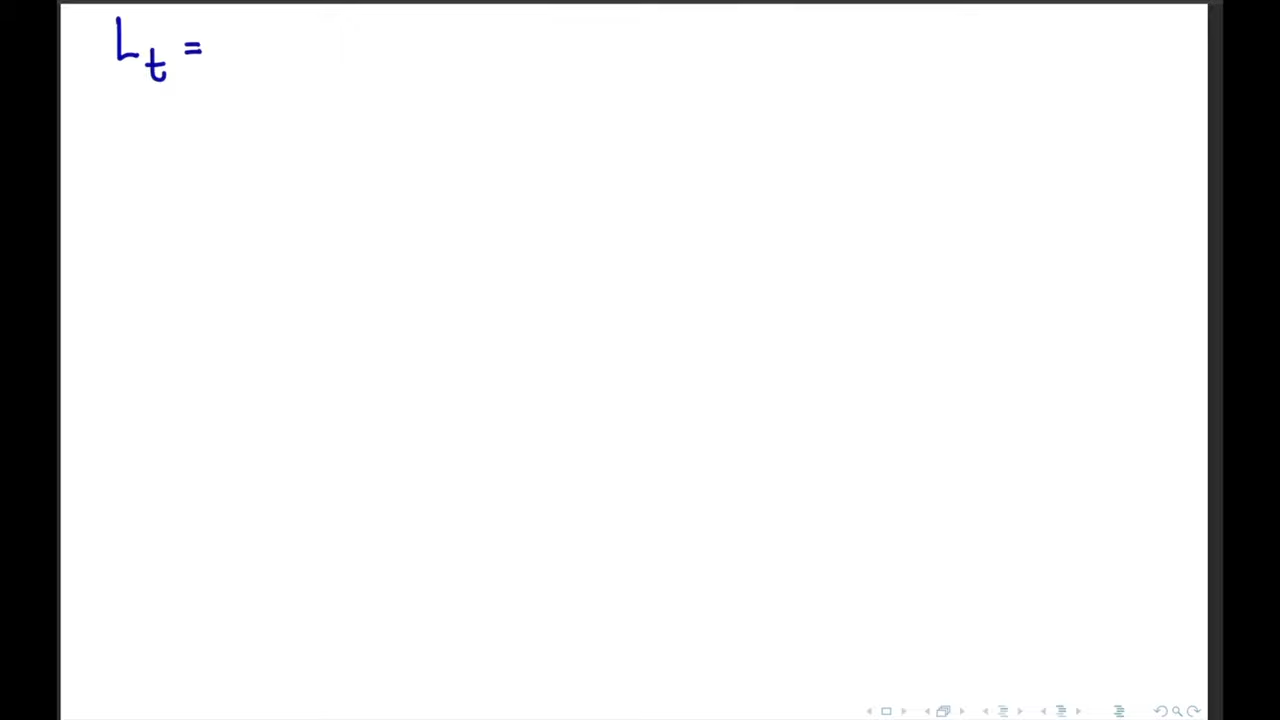 L_t =